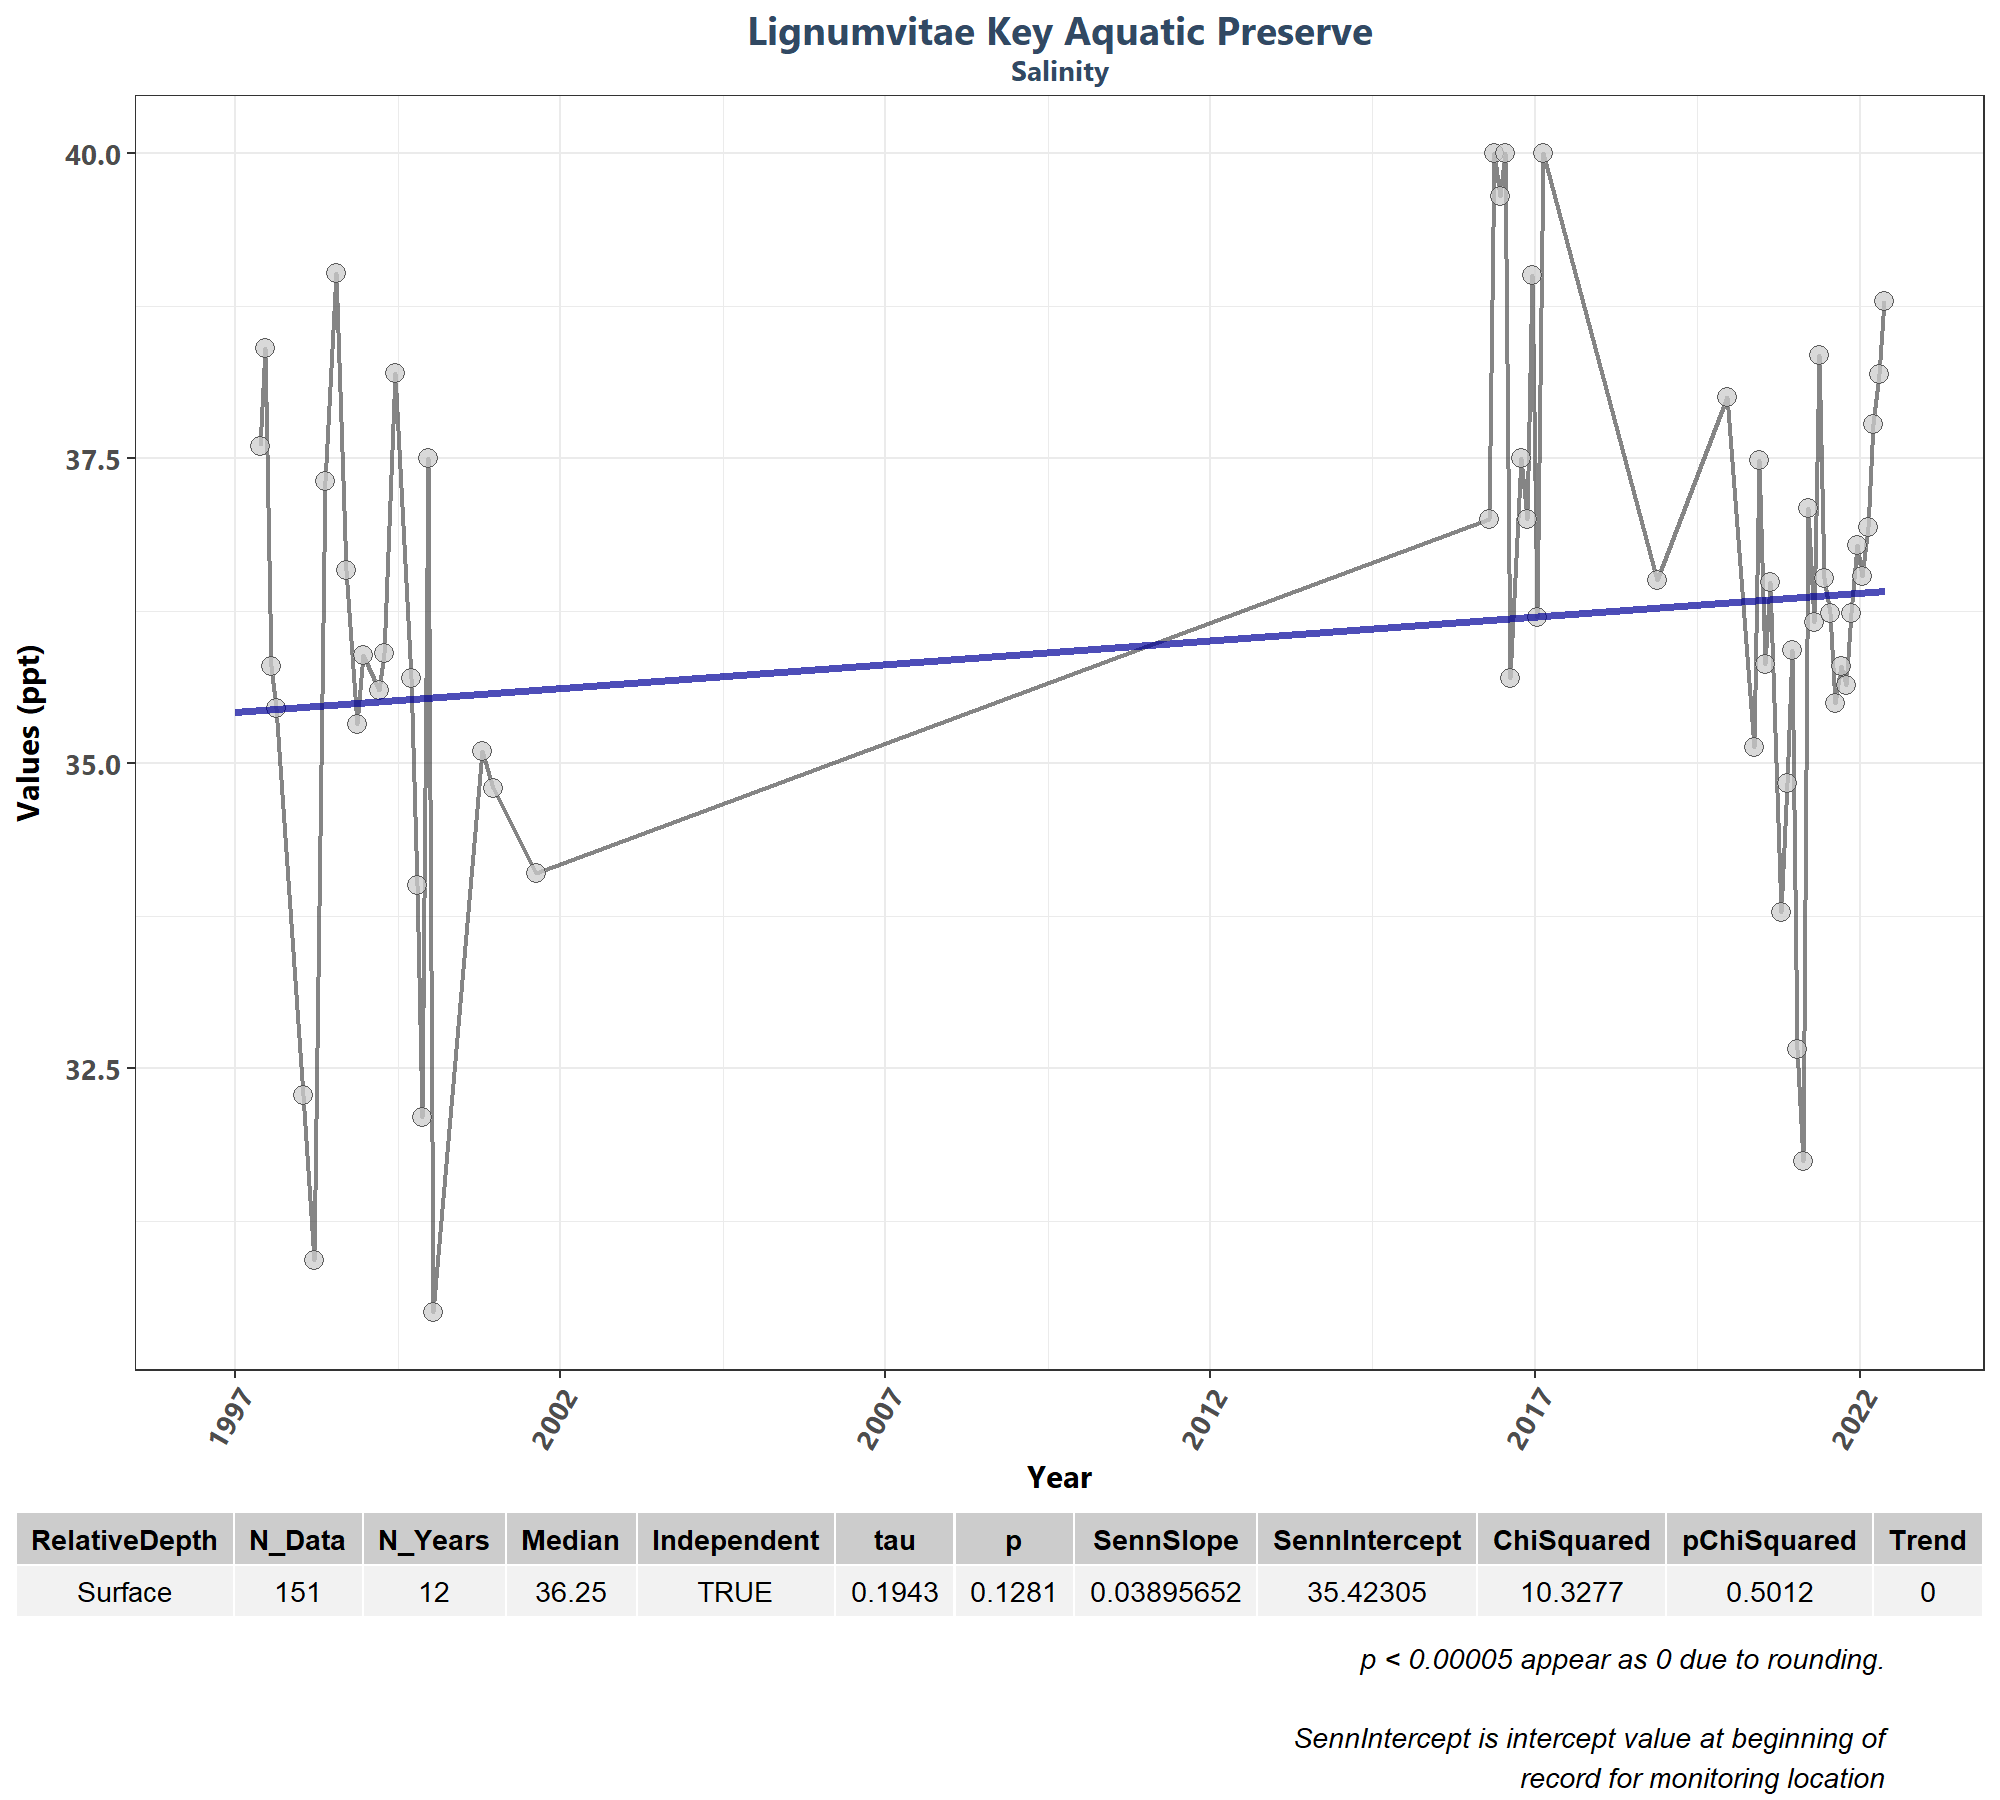 Lignumvitae Key Aquatic Preserve
Salinity
40.0
37.5
35.0
32.5
Values (ppt)
1997 2002 2007 2012 2017 2022
Year
RelativeDepth N_Data N_Years Median Independent tau p SennSlope SennIntercept ChiSquared pChiSquared Trend
Surface 151 12 36.25 TRUE 0.1943 0.1281 0.03895652 35.42305 10.3277 0.5012 0
p < 0.00005 appear as 0 due to rounding.
SennIntercept is intercept value at beginning of
record for monitoring location